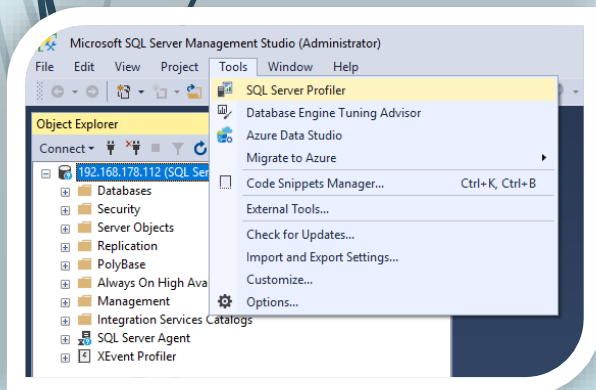 Microsoft SQL Server Management Studio (Administrator)
File Edit View Project Tools Window Help
SQL Server Profiler
Object Explorer
Database Engine Tuning Advisor
Connect
Azure Data Studio
Migrate to Azure
192.168.178.112 (SQL Ser
Code Snippets Manager... Ctrl+K, Ctrl+B
Databases
Security
External Tools...
Server Objects
Check for Updates...
Replication
Import and Export Settings...
PolyBase
Customize...
Always On High Ava
Options...
Management
Integration Services Catalogs
SQL Server Agent
XEvent Profiler